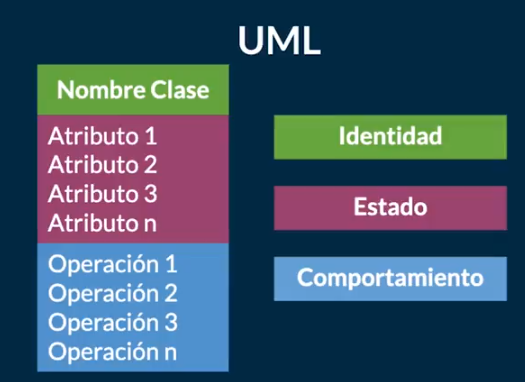 UML
Nombre Clase
Atributo 1
Atributo 2
Atributo 3
Atributo n
Operación 1
Operación 2
Operación 3
Operación n
Identidad
Estado
Comportamiento